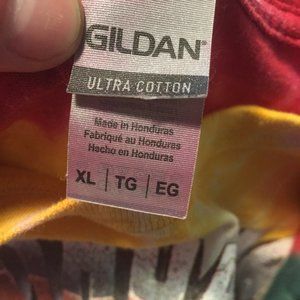 GILDAN®
ULTRA COTTON
Made in Honduras
Fabriqué au Honduras
Hecho en Honduras
XL | TG | EG